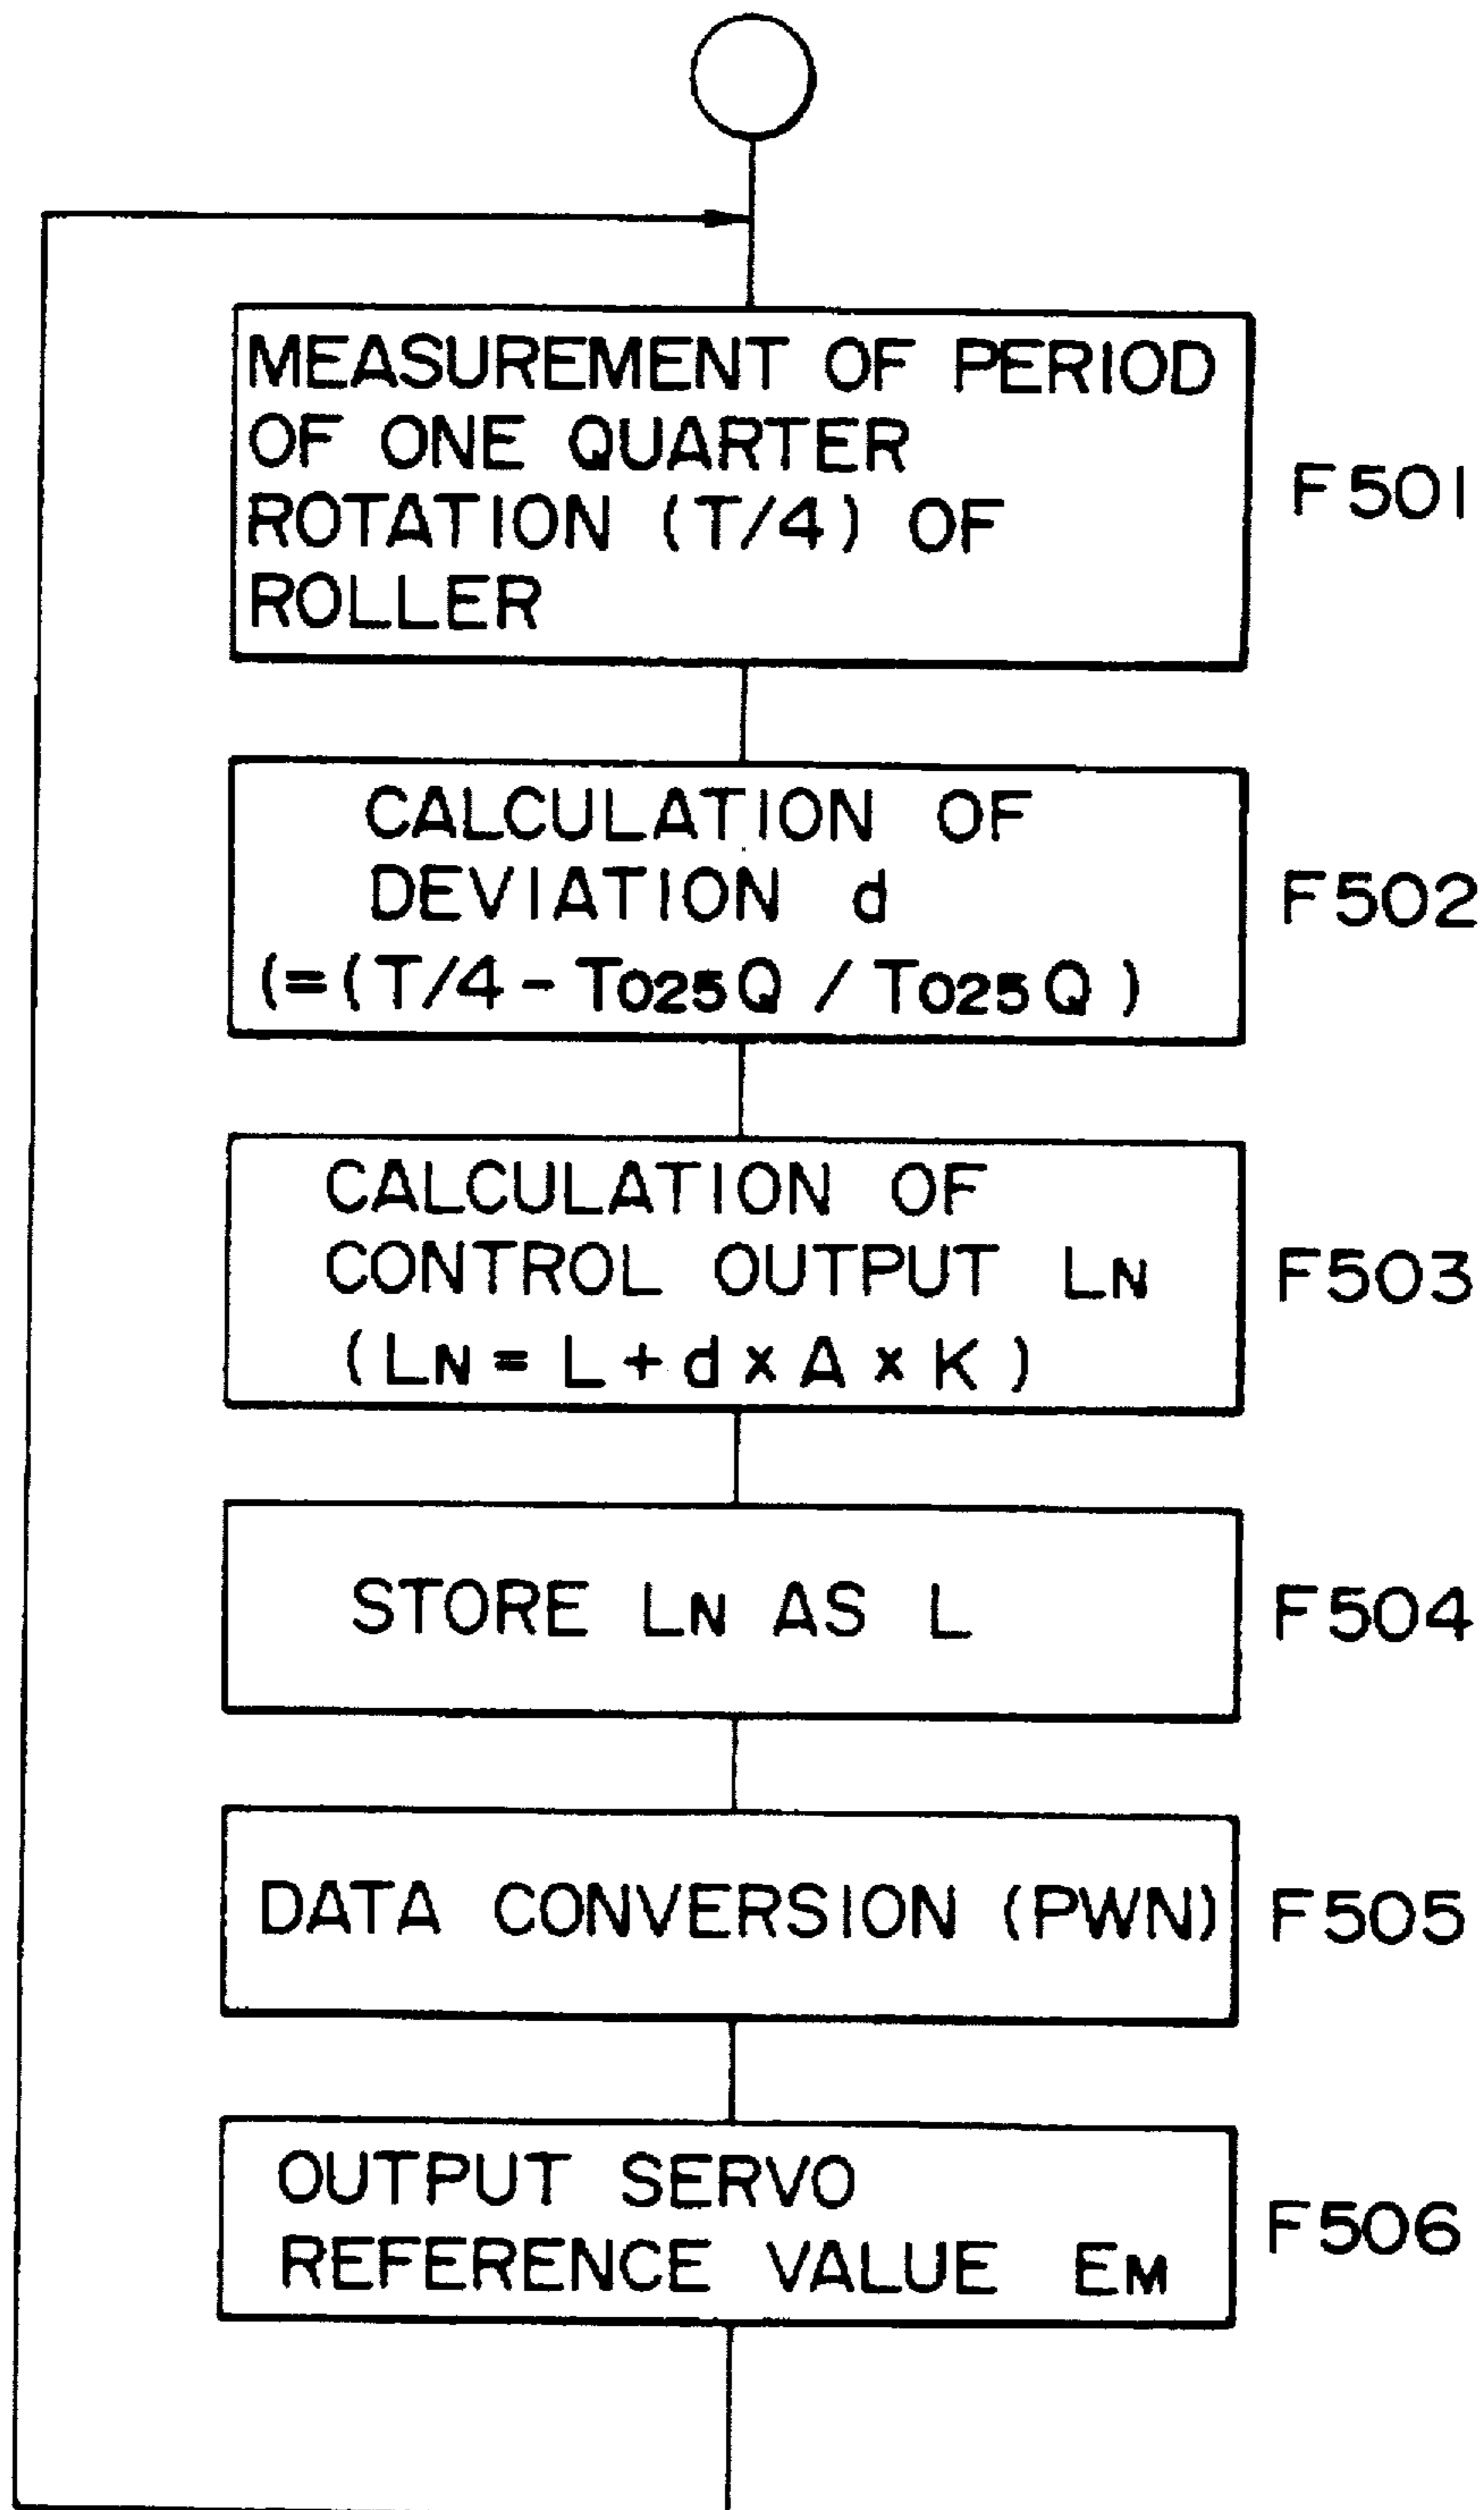 MEASUREMENT OF PERIOD
OF ONE QUARTER
ROTATION (T/4) OF
ROLLER
F501
CALCULATION OF
DEVIATION d
(=(T/4-T025Q/T025Q)
F502
CALCULATION OF
CONTROL OUTPUT LN
(LN=L+d×A×K)
F503
STORE LN AS L
F504
DATA CONVERSION (PWN)
F505
OUTPUT SERVO
REFERENCE VALUE EM
F506